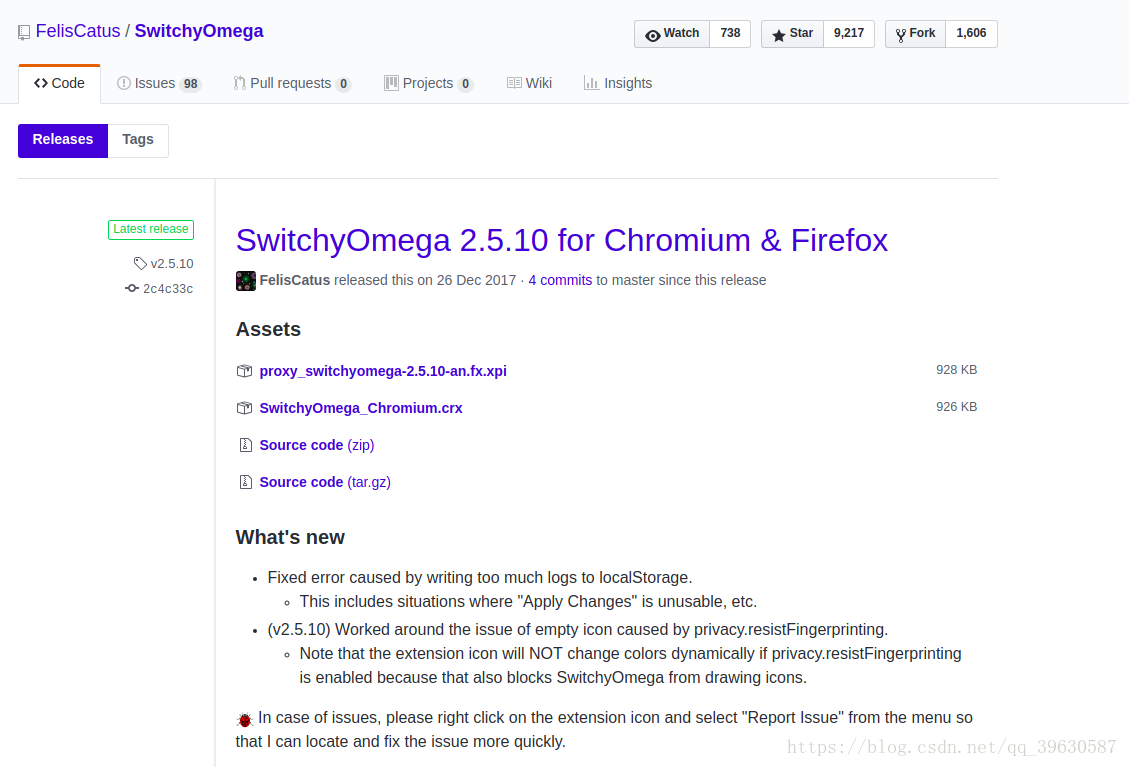 FelisCatus / SwitchyOmega
Watch 738 Star 9,217 Fork 1,606
Code Issues 98 Pull requests 0 Projects 0 Wiki Insights
Releases Tags
Latest release
v2.5.10
2c4c33c
SwitchyOmega 2.5.10 for Chromium & Firefox
FelisCatus released this on 26 Dec 2017 · 4 commits to master since this release
Assets
proxy_switchyomega-2.5.10-an.fx.xpi 928 KB
SwitchyOmega_Chromium.crx 926 KB
Source code (zip)
Source code (tar.gz)
What's new
Fixed error caused by writing too much logs to localStorage.
This includes situations where "Apply Changes" is unusable, etc.
(v2.5.10) Worked around the issue of empty icon caused by privacy.resistFingerprinting.
Note that the extension icon will NOT change colors dynamically if privacy.resistFingerprinting
is enabled because that also blocks SwitchyOmega from drawing icons.
In case of issues, please right click on the extension icon and select "Report Issue" from the menu so
that I can locate and fix the issue more quickly.
https://blog.csdn.net/qq_39630587